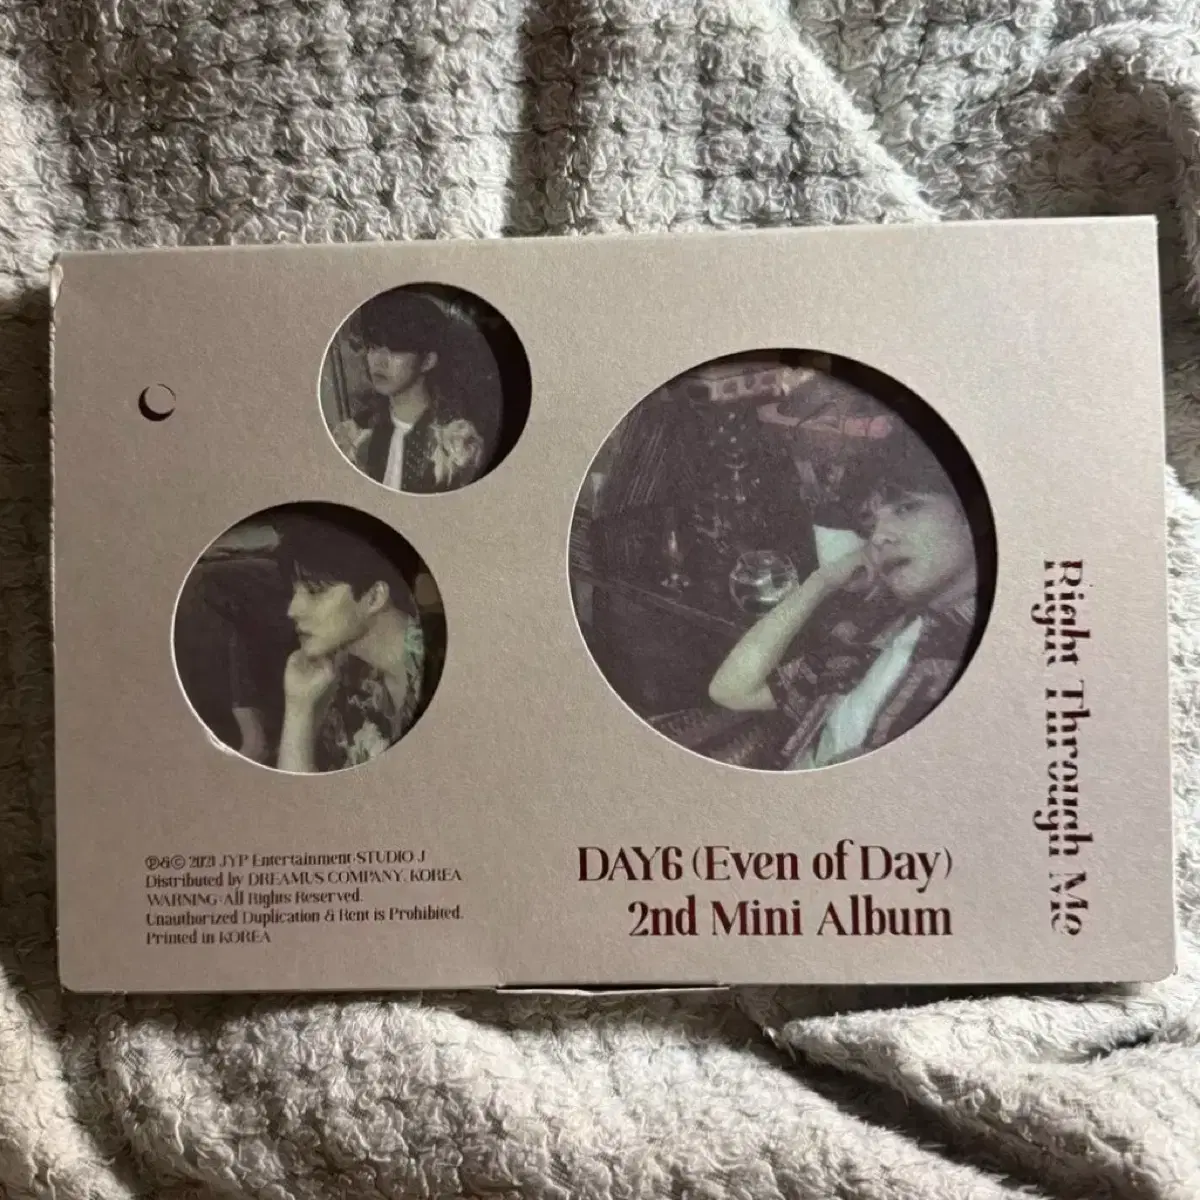 Right Through Me
℗&© 2021 JYP Entertainment·STUDIO J
Distributed by DREAMUS COMPANY, KOREA
WARNING: All Rights Reserved.
Unauthorized Duplication & Rent is Prohibited.
Printed in KOREA
DAY6 (Even of Day)
2nd Mini Album